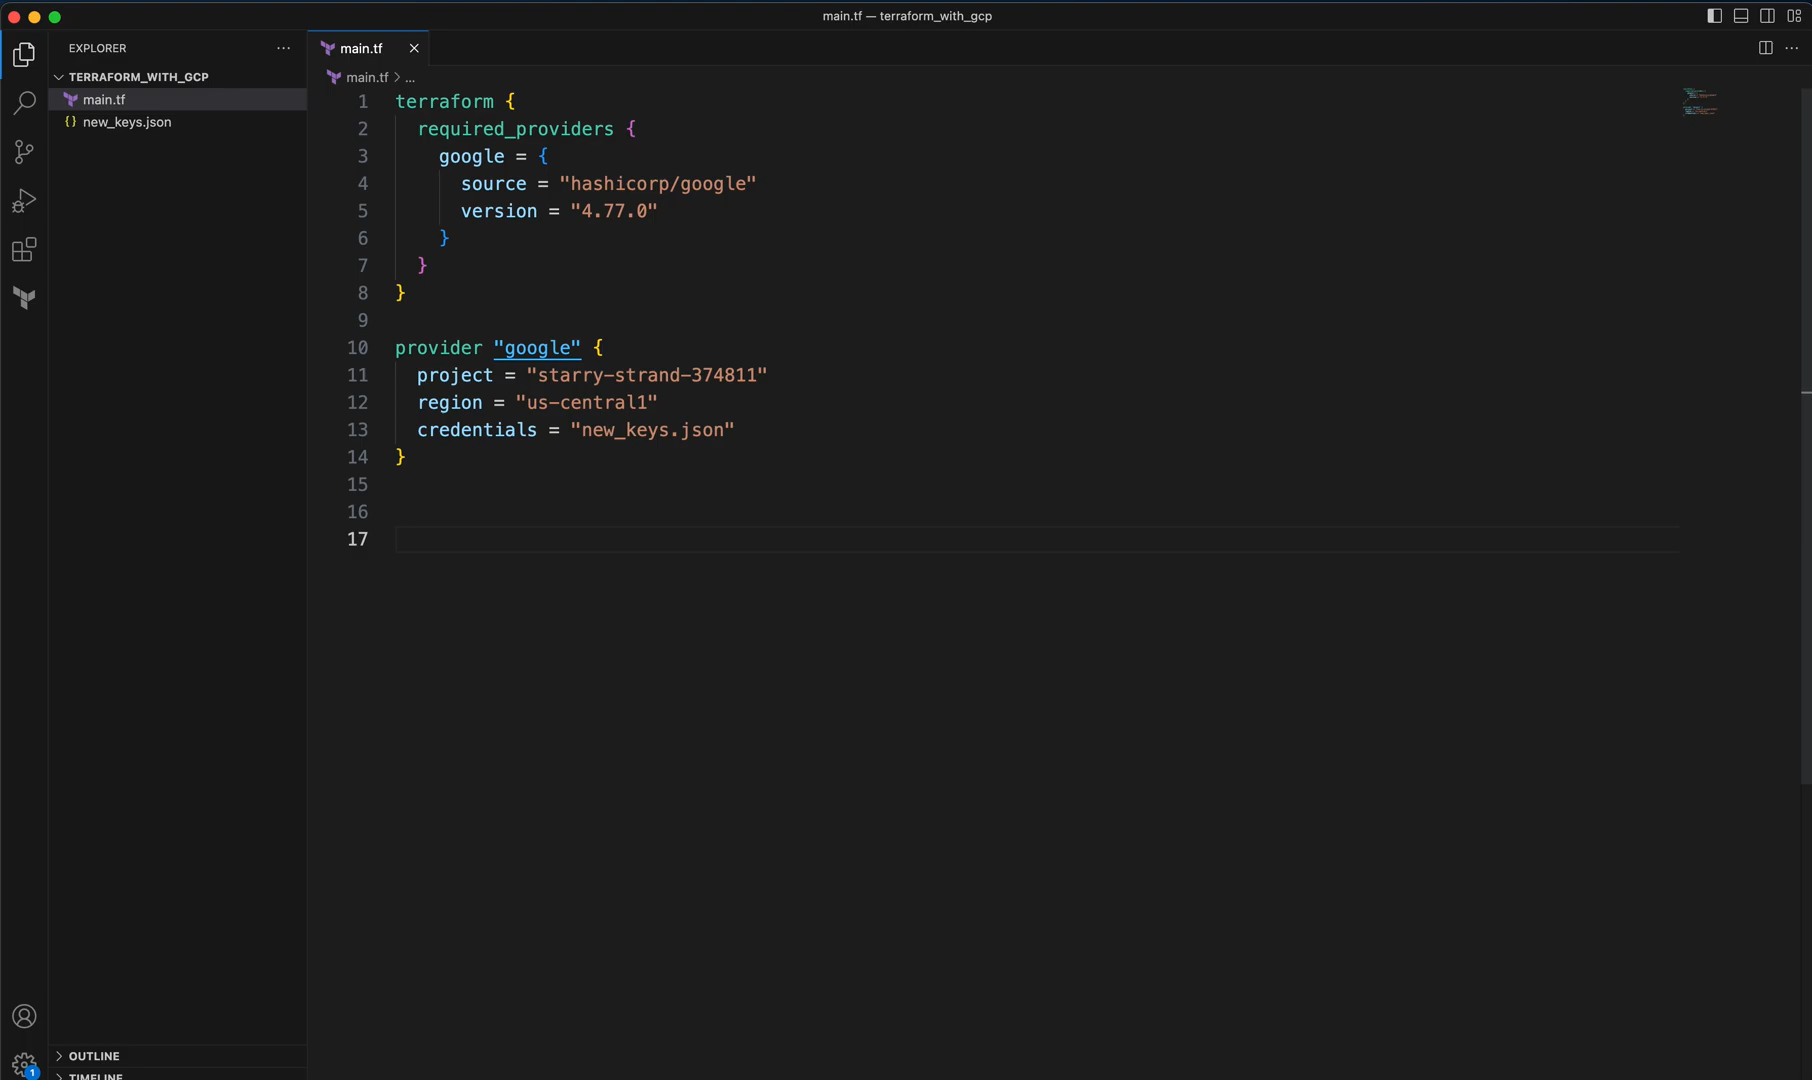 main.tf — terraform_with_gcp
EXPLORER
TERRAFORM_WITH_GCP
main.tf
{} new_keys.json
OUTLINE
TIMELINE
1
main.tf
main.tf > ...
1 terraform {
2 required_providers {
3 google = {
4 source = "hashicorp/google"
5 version = "4.77.0"
6 }
7 }
8 }
9
10 provider "google" {
11 project = "starry-strand-374811"
12 region = "us-central1"
13 credentials = "new_keys.json"
14 }
15
16
17